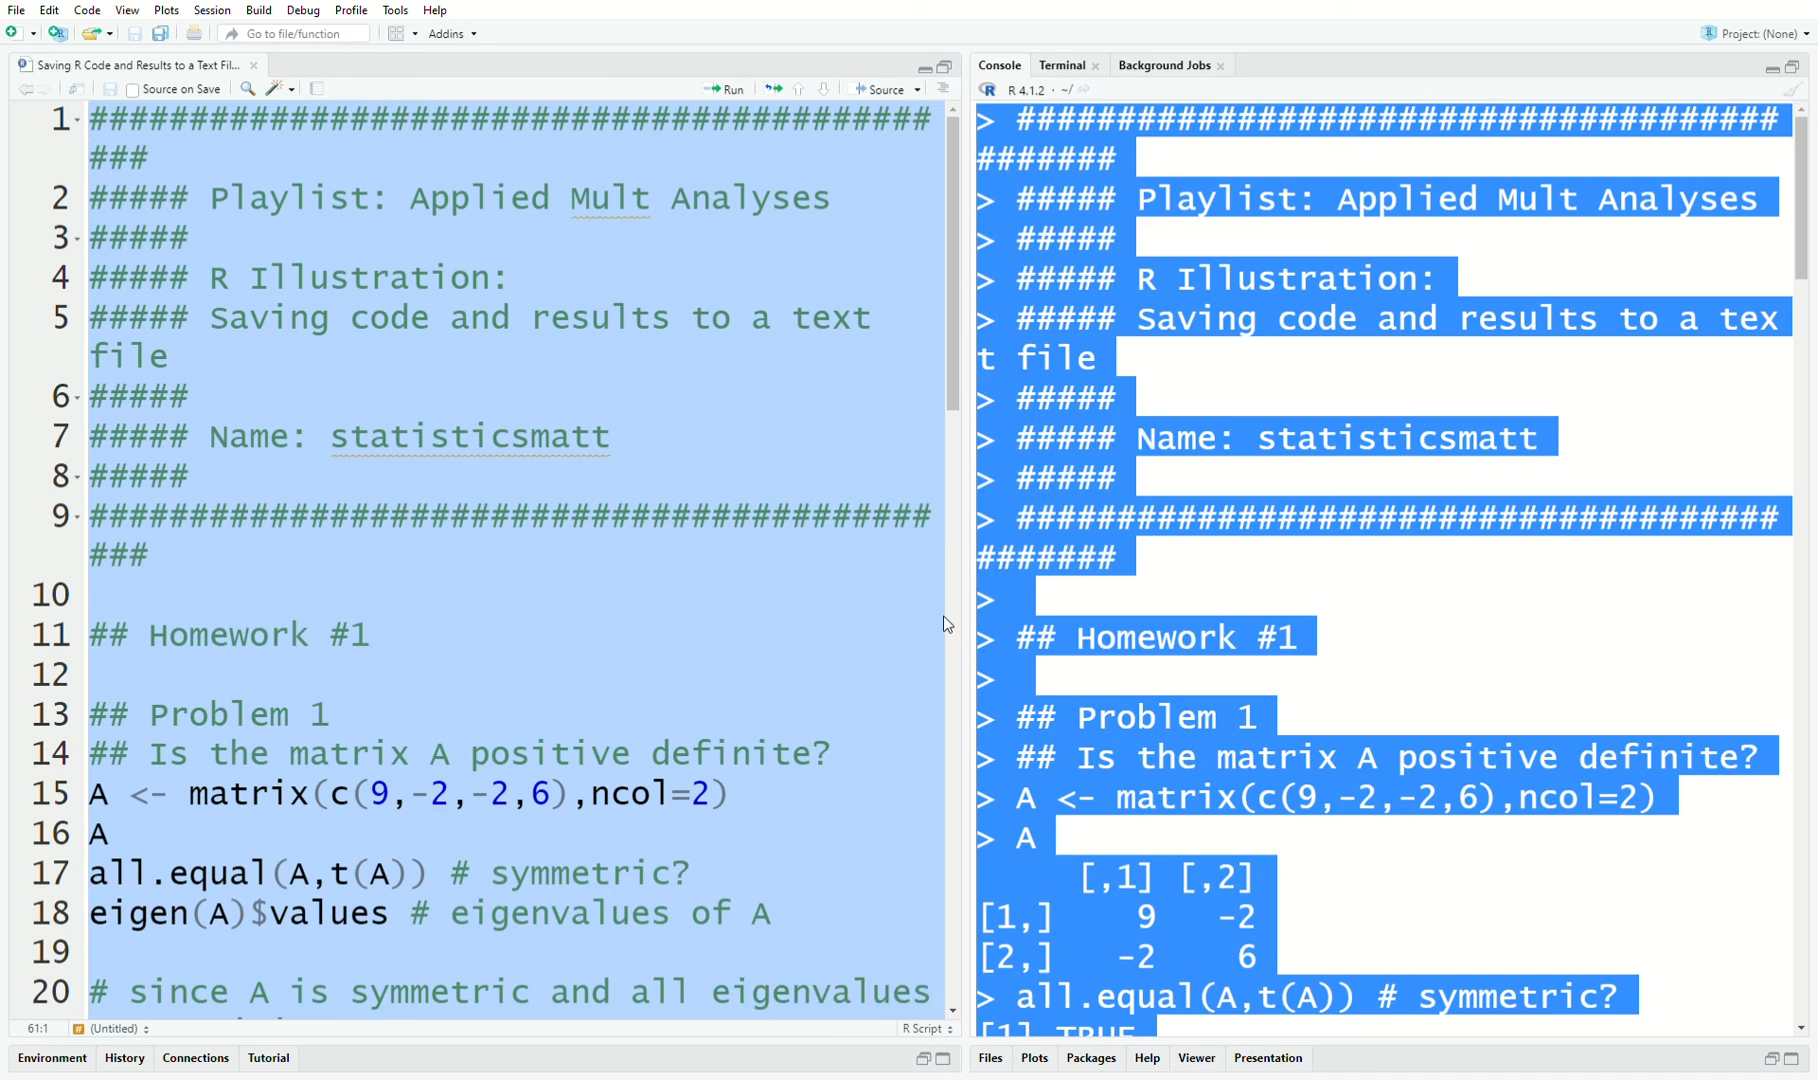 File Edit Code View Plots Session Build Debug Profile Tools Help
Go to file/function Addins Project: (None)
Saving R Code and Results to a Text Fil...
Source on Save Run Source
1 ##########################################
###
2 ##### Playlist: Applied Mult Analyses
3 #####
4 ##### R Illustration:
5 ##### Saving code and results to a text
file
6 #####
7 ##### Name: statisticsmatt
8 #####
9 ##########################################
###
10
11 ## Homework #1
12
13 ## Problem 1
14 ## Is the matrix A positive definite?
15 A <- matrix(c(9,-2,-2,6),ncol=2)
16 A
17 all.equal(A,t(A)) # symmetric?
18 eigen(A)$values # eigenvalues of A
19
20 # since A is symmetric and all eigenvalues
61:1 (Untitled) R Script
Environment History Connections Tutorial
Console Terminal Background Jobs
R 4.1.2 · ~/
> ######################################
#######
> ##### Playlist: Applied Mult Analyses
> #####
> ##### R Illustration:
> ##### Saving code and results to a tex
t file
> #####
> ##### Name: statisticsmatt
> #####
> ######################################
#######
>
> ## Homework #1
>
> ## Problem 1
> ## Is the matrix A positive definite?
> A <- matrix(c(9,-2,-2,6),ncol=2)
> A
[,1] [,2]
[1,] 9 -2
[2,] -2 6
> all.equal(A,t(A)) # symmetric?
[1] TRUE
Files Plots Packages Help Viewer Presentation